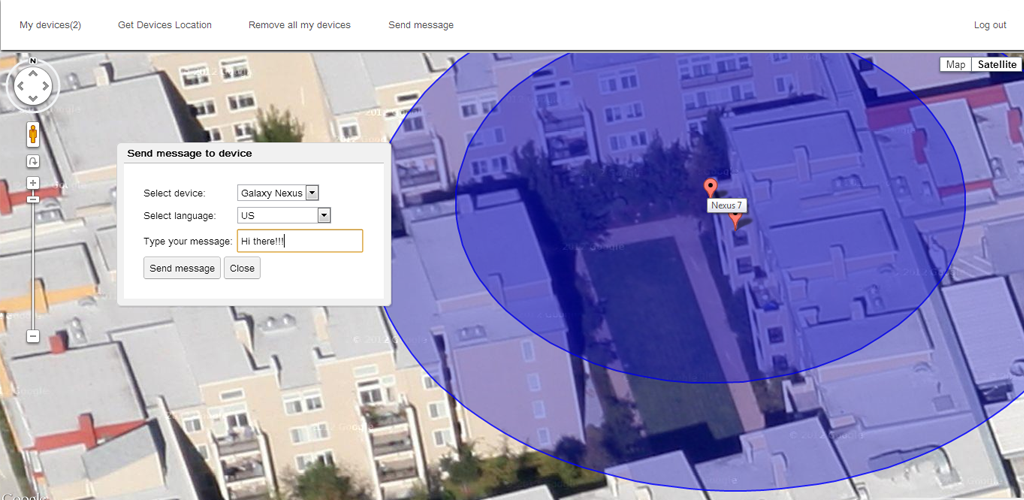 My devices(2) Get Devices Location Remove all my devices Send message Log out
N
Map Satellite
Send message to device
Select device: Galaxy Nexus
Select language: US
Type your message: Hi there!!!
Send message Close
Nexus 7
Google